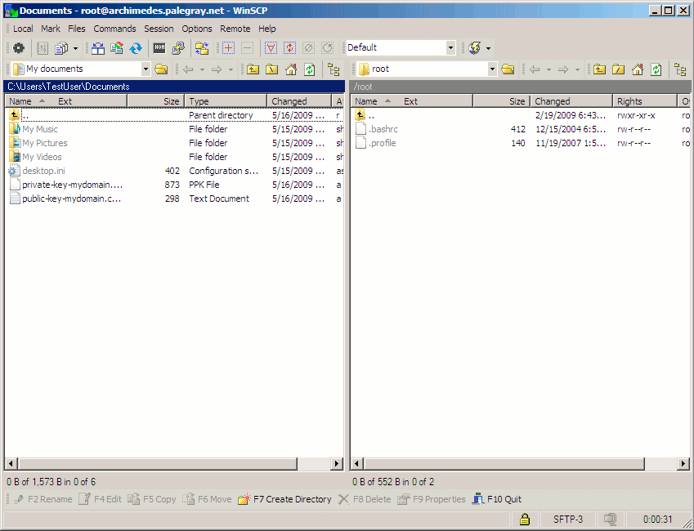 Documents - root@archimedes.palegray.net - WinSCP
Local Mark Files Commands Session Options Remote Help
Default
My documents root
C:\Users\TestUser\Documents /root
Name Ext Size Type Changed A Name Ext Size Changed Rights O
.. Parent directory 5/16/2009 ... r .. 2/19/2009 6:43... rwxr-xr-x ro
My Music File folder 5/15/2009 ... sh .bashrc 412 12/15/2004 6:5... rw-r--r-- ro
My Pictures File folder 5/15/2009 ... sh .profile 140 11/19/2007 1:5... rw-r--r-- ro
My Videos File folder 5/15/2009 ... sh
desktop.ini 402 Configuration s... 5/15/2009 ... as
private-key-mydomain.... 873 PPK File 5/16/2009 ... a
public-key-mydomain.c... 298 Text Document 5/16/2009 ... a
0 B of 1,573 B in 0 of 6 0 B of 552 B in 0 of 2
F2 Rename F4 Edit F5 Copy F6 Move F7 Create Directory F8 Delete F9 Properties F10 Quit
SFTP-3 0:00:31